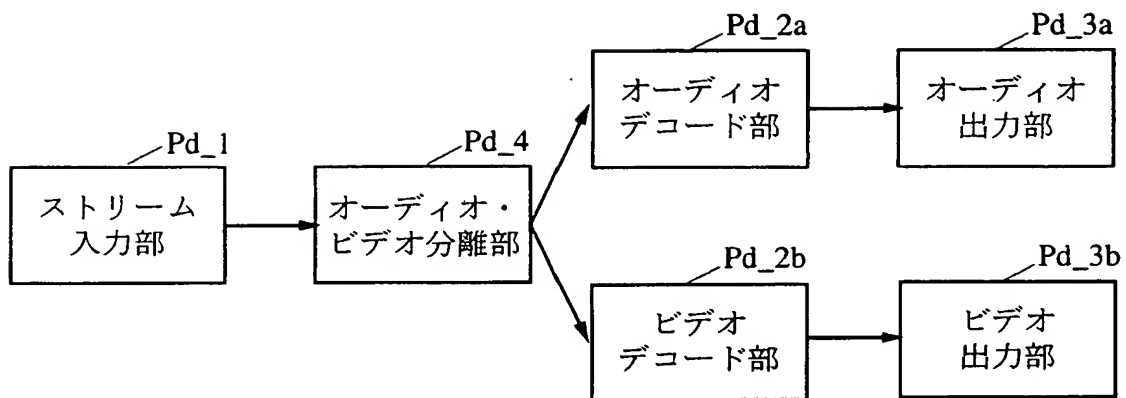 Pd_1
ストリーム
入力部
Pd_4
オーディオ・
ビデオ分離部
Pd_2a
オーディオ
デコード部
Pd_3a
オーディオ
出力部
Pd_2b
ビデオ
デコード部
Pd_3b
ビデオ
出力部